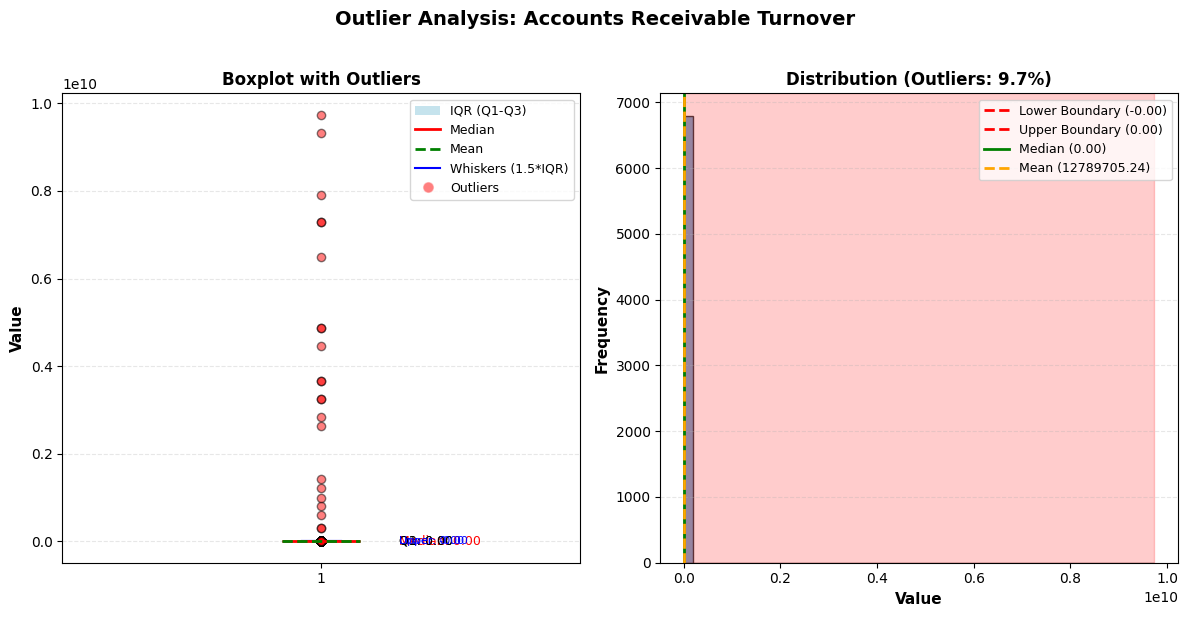 Outlier Analysis: Accounts Receivable Turnover
Boxplot with Outliers
1e10
1.0
0.8
0.6
0.4
0.2
0.0
Value
1
IQR (Q1-Q3)
Median
Mean
Whiskers (1.5*IQR)
Outliers
Distribution (Outliers: 9.7%)
7000
6000
5000
4000
3000
2000
1000
0
Frequency
Lower Boundary (-0.00)
Upper Boundary (0.00)
Median (0.00)
Mean (12789705.24)
0.0 0.2 0.4 0.6 0.8 1.0
1e10
Value